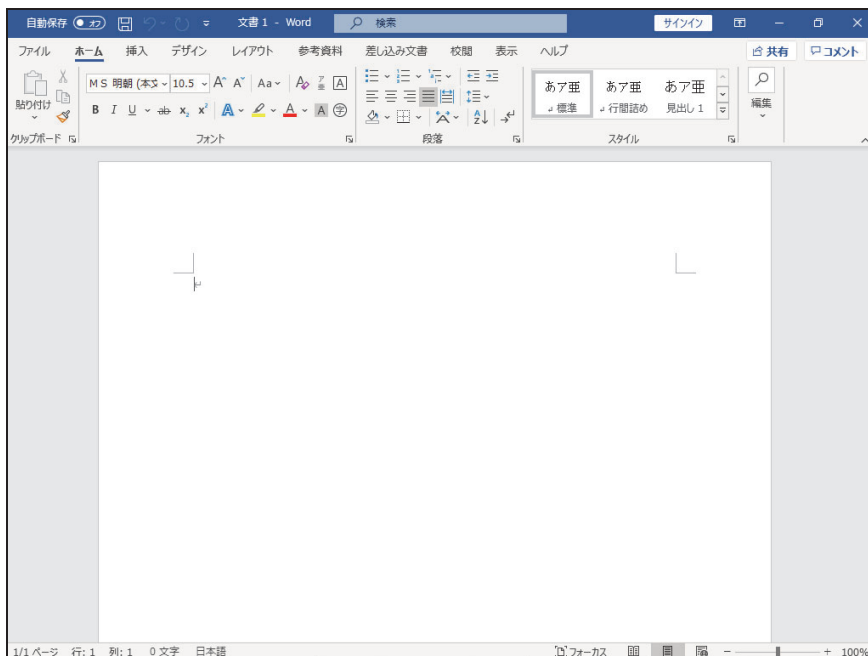 自動保存 オフ 文書 1 - Word 検索 サインイン
ファイル ホーム 挿入 デザイン レイアウト 参考資料 差し込み文書 校閲 表示 ヘルプ 共有 コメント
貼り付け
ＭＳ 明朝 (本文 10.5 A A Aa A ア亜 A
B I U ab x₂ x² A A A 字
A Z
あア亜 あア亜 あア亜
標準 行間詰め 見出し 1
編集
クリップボード フォント 段落 スタイル
1/1 ページ 行: 1 列: 1 0 文字 日本語 フォーカス 100%